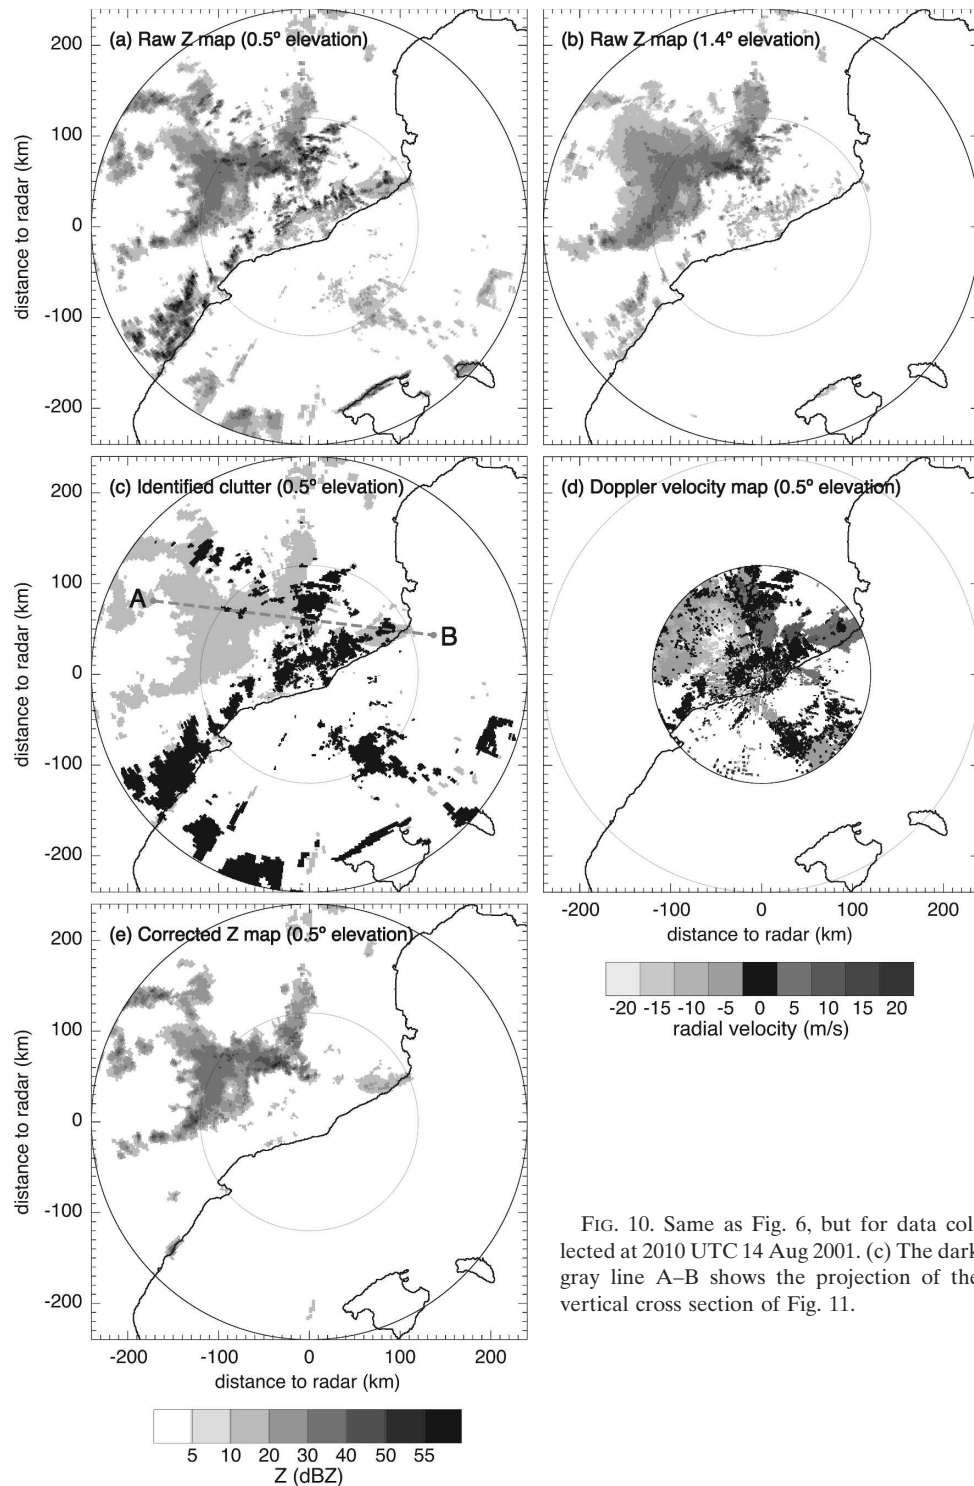 (a) Raw Z map (0.5º elevation)
(b) Raw Z map (1.4º elevation)
distance to radar (km)
200
100
0
-100
-200
(c) Identified clutter (0.5º elevation)
A
B
(d) Doppler velocity map (0.5º elevation)
distance to radar (km)
200
100
0
-100
-200
-200 -100 0 100 200
distance to radar (km)
-20 -15 -10 -5 0 5 10 15 20
radial velocity (m/s)
(e) Corrected Z map (0.5º elevation)
distance to radar (km)
200
100
0
-100
-200
-200 -100 0 100 200
distance to radar (km)
5 10 20 30 40 50 55
Z (dBZ)
FIG. 10. Same as Fig. 6, but for data col-
lected at 2010 UTC 14 Aug 2001. (c) The dark
gray line A–B shows the projection of the
vertical cross section of Fig. 11.